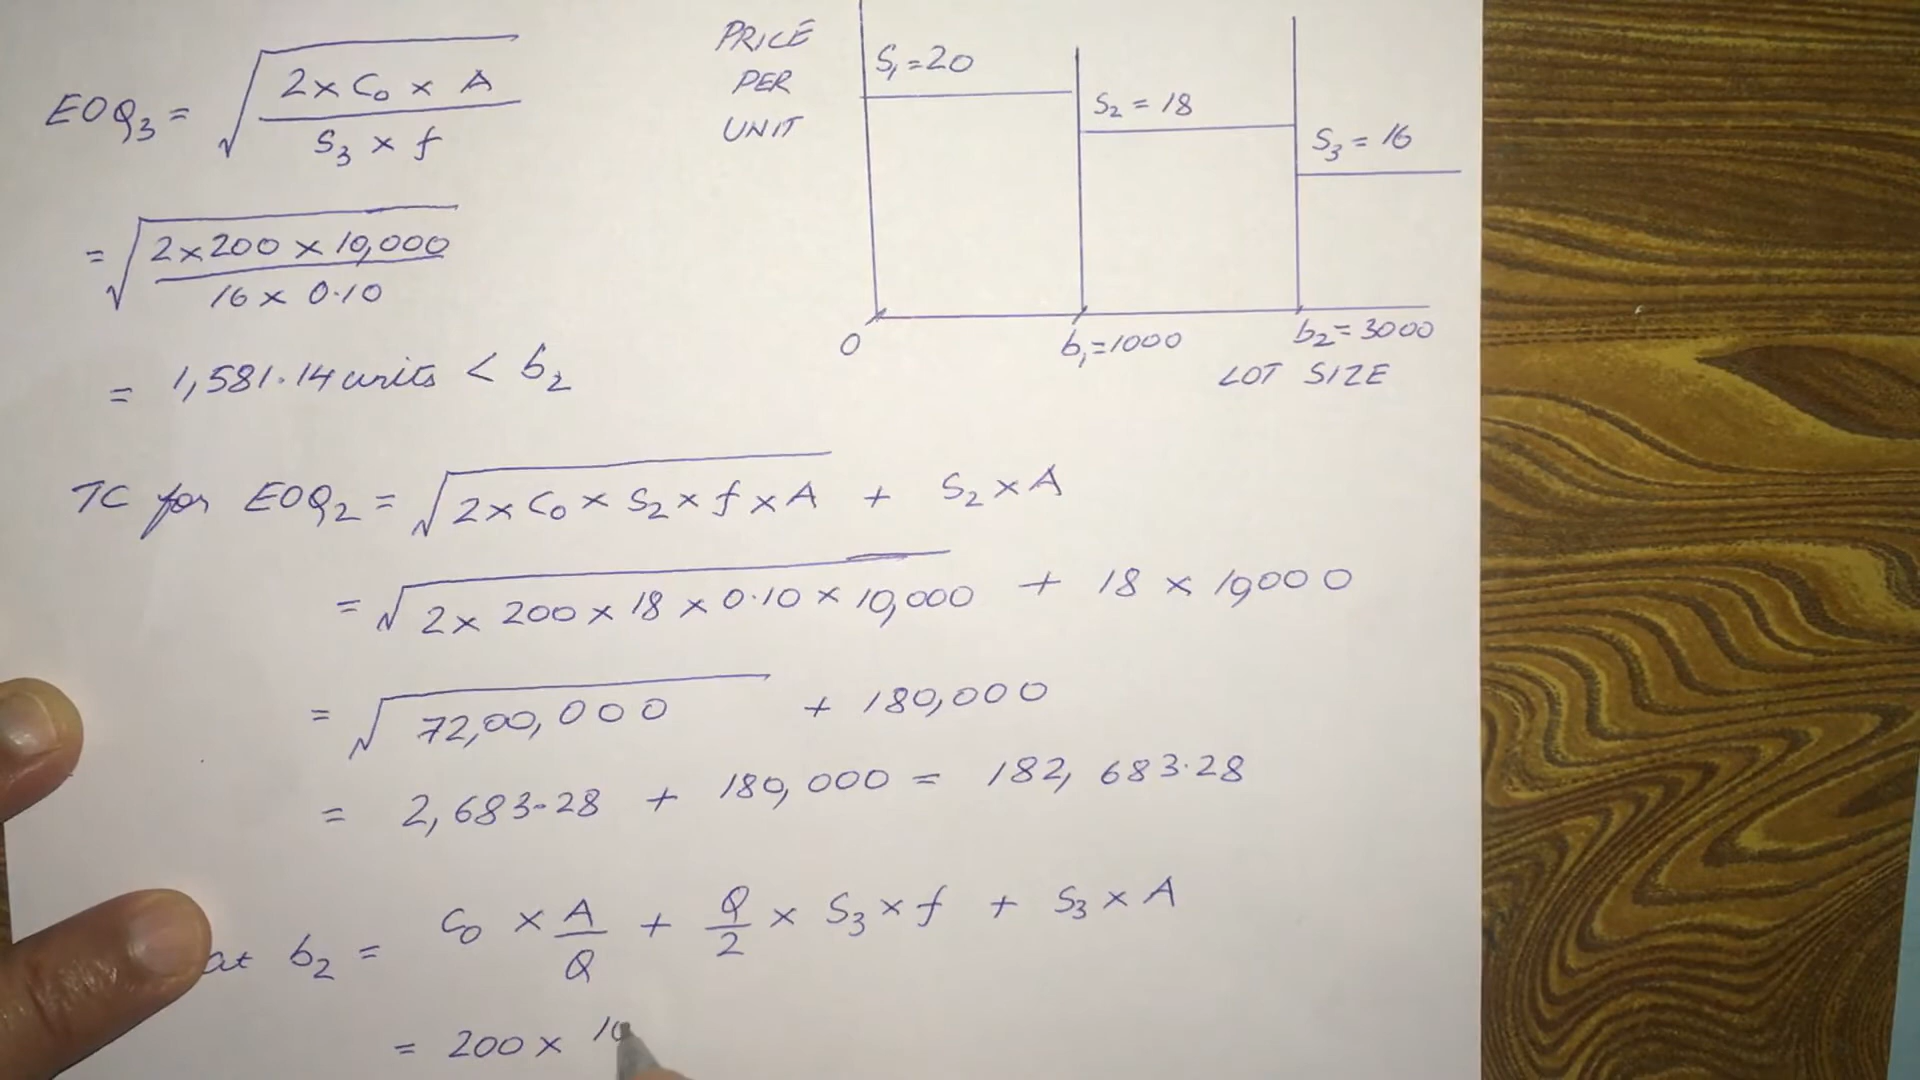 EOQ₃ = √(2 × C₀ × A / S₃ × f)
= √(2 × 200 × 10,000 / 16 × 0.10)
= 1,581.14 units < b₂
PRICE
PER
UNIT
S₁ = 20
S₂ = 18
S₃ = 16
0
b₁ = 1000
b₂ = 3000
LOT SIZE
TC for EOQ₂ = √(2 × C₀ × S₂ × f × A) + S₂ × A
= √(2 × 200 × 18 × 0.10 × 10,000) + 18 × 10,000
= √(72,00,000) + 180,000
= 2,683.28 + 180,000 = 182,683.28
at b₂ = C₀ × A/Q + Q/2 × S₃ × f + S₃ × A
= 200 × 10